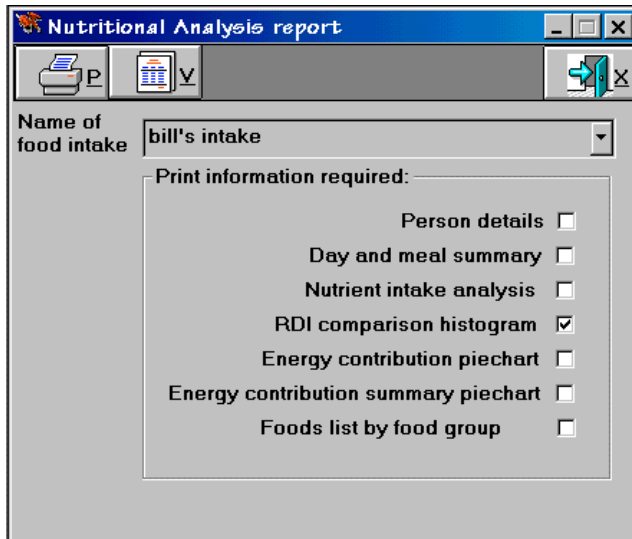 Nutritional Analysis report
P V X
Name of
food intake
bill's intake
Print information required:
Person details
Day and meal summary
Nutrient intake analysis
RDI comparison histogram
Energy contribution piechart
Energy contribution summary piechart
Foods list by food group